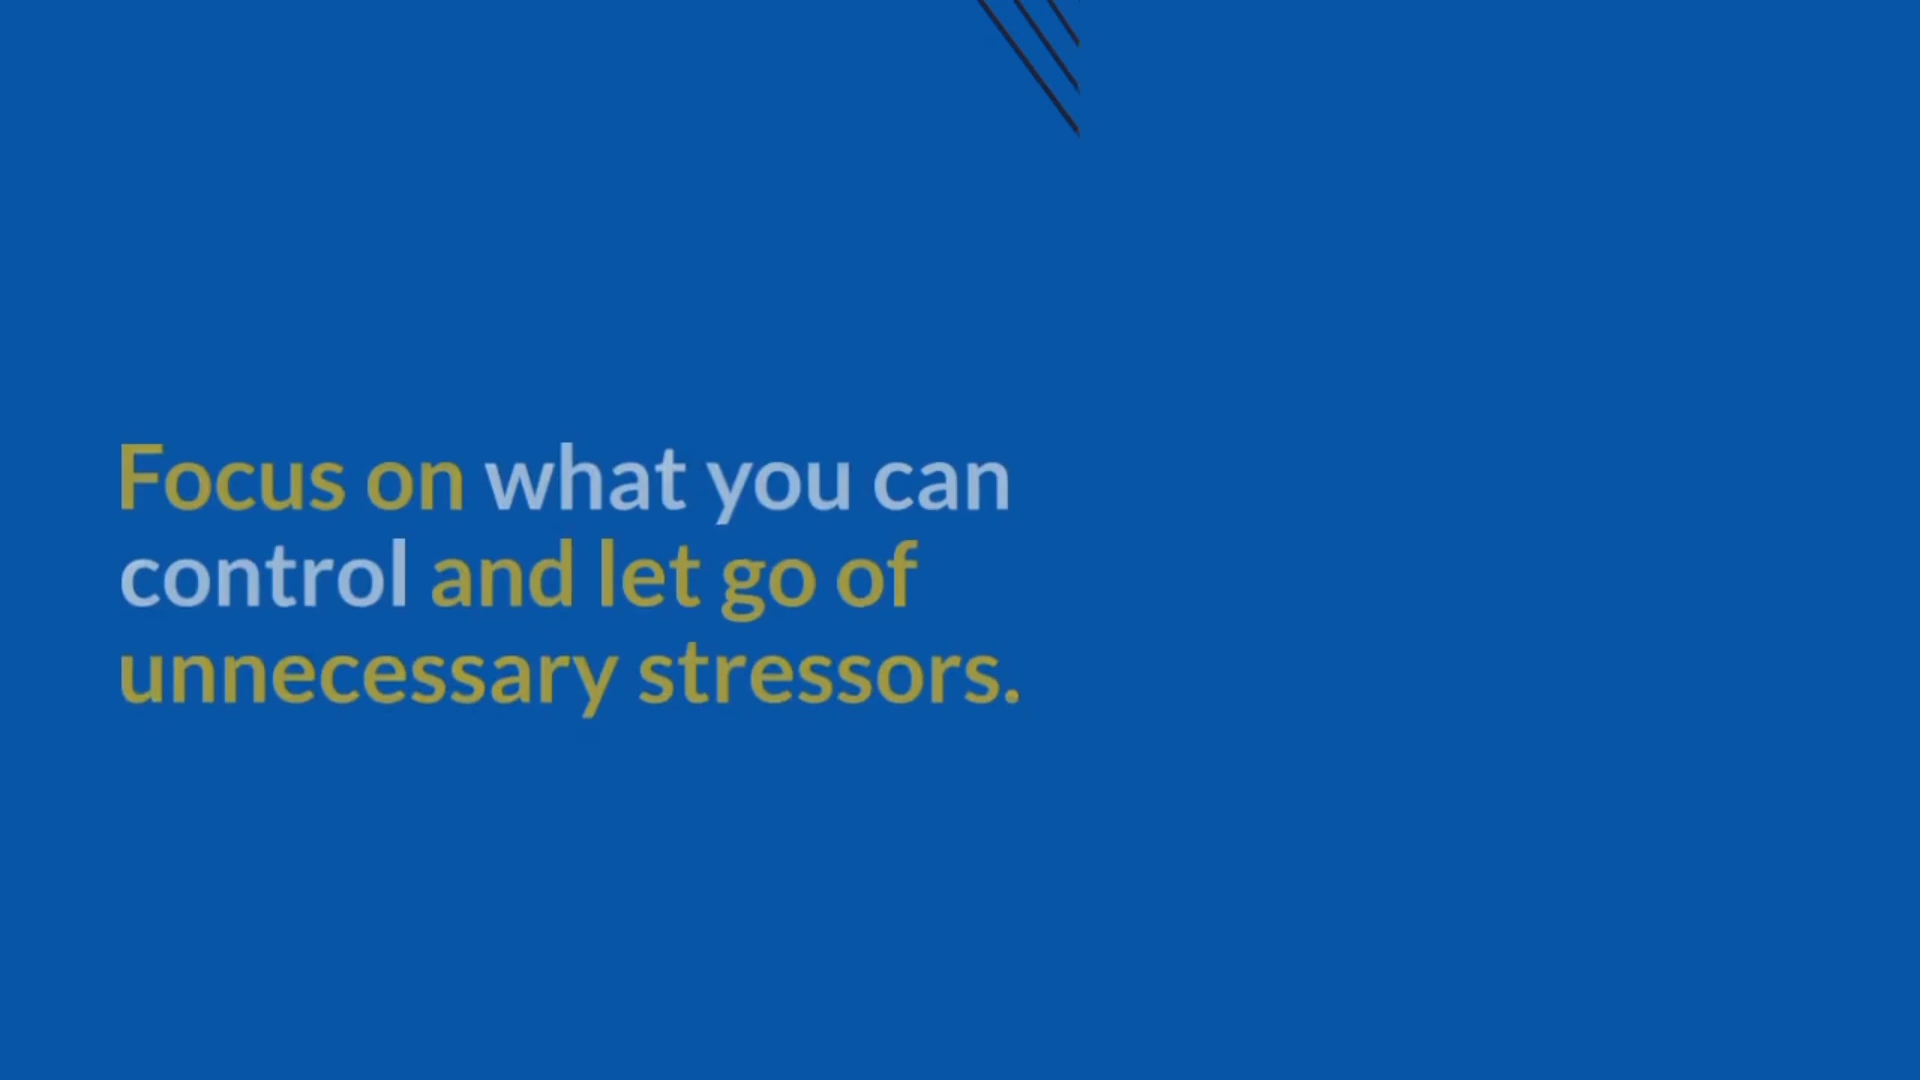 Focus on what you can
control and let go of
unnecessary stressors.